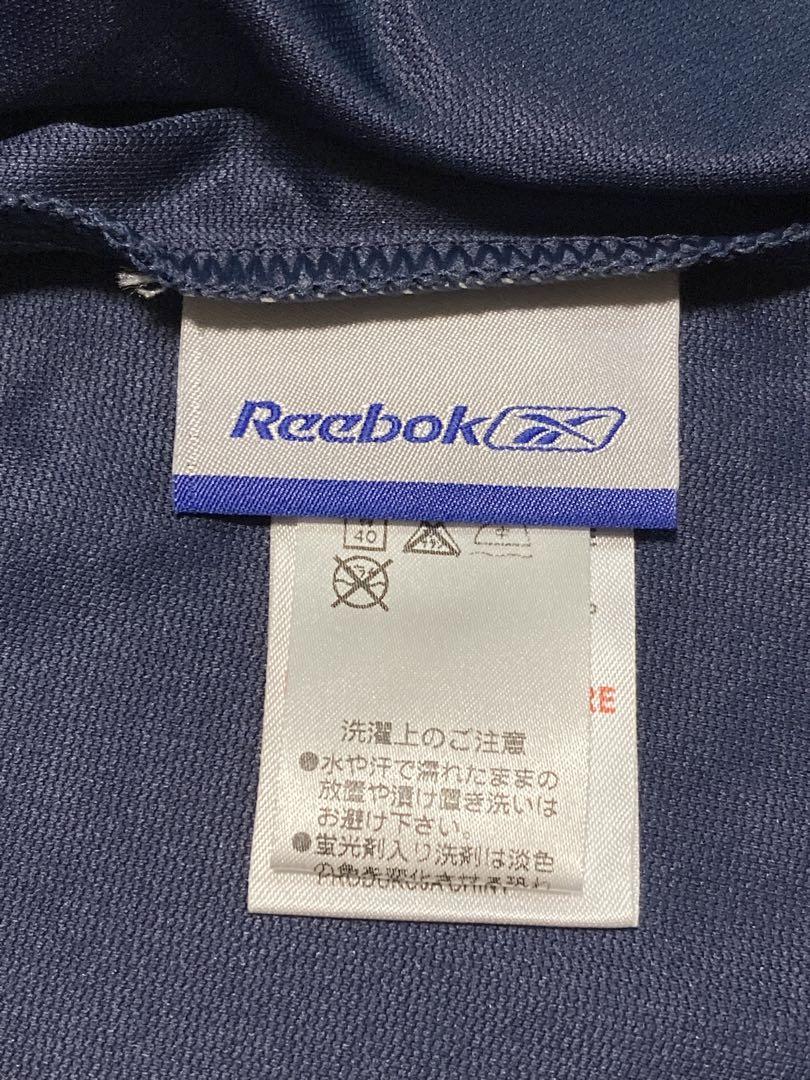 Reebok
40
RE
洗濯上のご注意
●水や汗で濡れたままの
放置や漬け置き洗いは
お避け下さい。
●蛍光剤入り洗剤は淡色